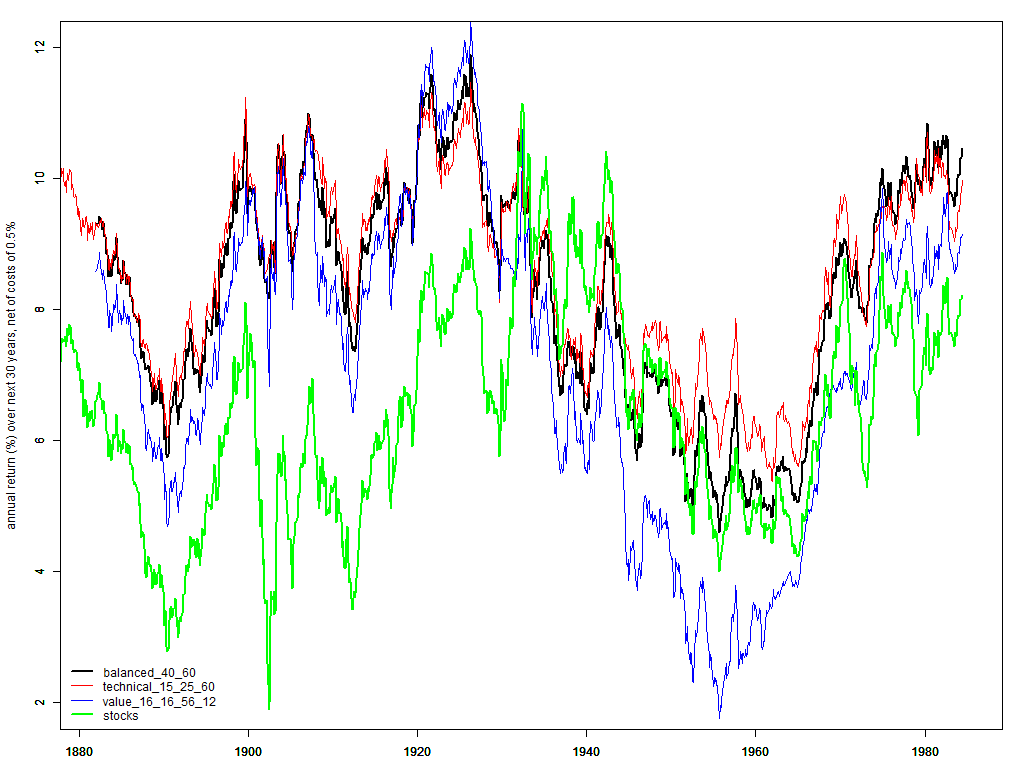 annual return (%) over next 30 years, net of costs of 0.5%
12
10
8
6
4
2
balanced_40_60
technical_15_25_60
value_16_16_56_12
stocks
1880 1900 1920 1940 1960 1980